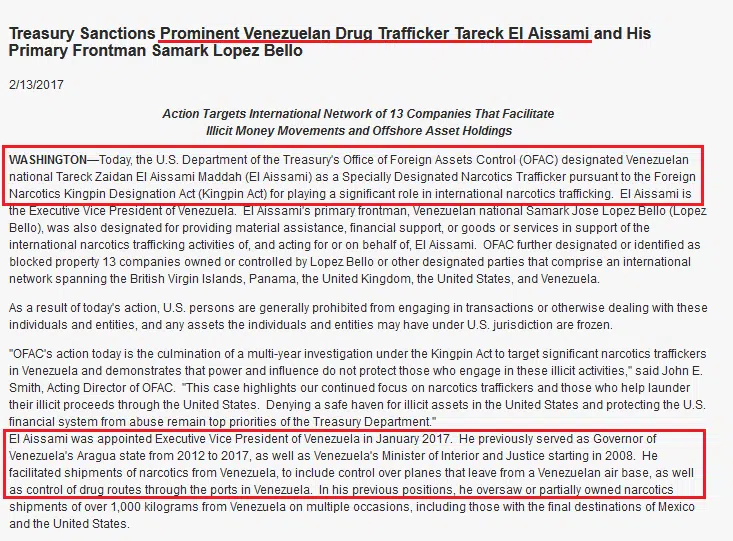 Treasury Sanctions Prominent Venezuelan Drug Trafficker Tareck El Aissami and His
Primary Frontman Samark Lopez Bello
2/13/2017
Action Targets International Network of 13 Companies That Facilitate
Illicit Money Movements and Offshore Asset Holdings
WASHINGTON—Today, the U.S. Department of the Treasury's Office of Foreign Assets Control (OFAC) designated Venezuelan
national Tareck Zaidan El Aissami Maddah (El Aissami) as a Specially Designated Narcotics Trafficker pursuant to the Foreign
Narcotics Kingpin Designation Act (Kingpin Act) for playing a significant role in international narcotics trafficking.  El Aissami is
the Executive Vice President of Venezuela.  El Aissami's primary frontman, Venezuelan national Samark Jose Lopez Bello (Lopez
Bello), was also designated for providing material assistance, financial support, or goods or services in support of the
international narcotics trafficking activities of, and acting for or on behalf of, El Aissami.  OFAC further designated or identified as
blocked property 13 companies owned or controlled by Lopez Bello or other designated parties that comprise an international
network spanning the British Virgin Islands, Panama, the United Kingdom, the United States, and Venezuela.
As a result of today's action, U.S. persons are generally prohibited from engaging in transactions or otherwise dealing with these
individuals and entities, and any assets the individuals and entities may have under U.S. jurisdiction are frozen.
"OFAC's action today is the culmination of a multi-year investigation under the Kingpin Act to target significant narcotics traffickers
in Venezuela and demonstrates that power and influence do not protect those who engage in these illicit activities," said John E.
Smith, Acting Director of OFAC.  "This case highlights our continued focus on narcotics traffickers and those who help launder
their illicit proceeds through the United States.  Denying a safe haven for illicit assets in the United States and protecting the U.S.
financial system from abuse remain top priorities of the Treasury Department."
El Aissami was appointed Executive Vice President of Venezuela in January 2017.  He previously served as Governor of
Venezuela's Aragua state from 2012 to 2017, as well as Venezuela's Minister of Interior and Justice starting in 2008.  He
facilitated shipments of narcotics from Venezuela, to include control over planes that leave from a Venezuelan air base, as well
as control of drug routes through the ports in Venezuela.  In his previous positions, he oversaw or partially owned narcotics
shipments of over 1,000 kilograms from Venezuela on multiple occasions, including those with the final destinations of Mexico
and the United States.